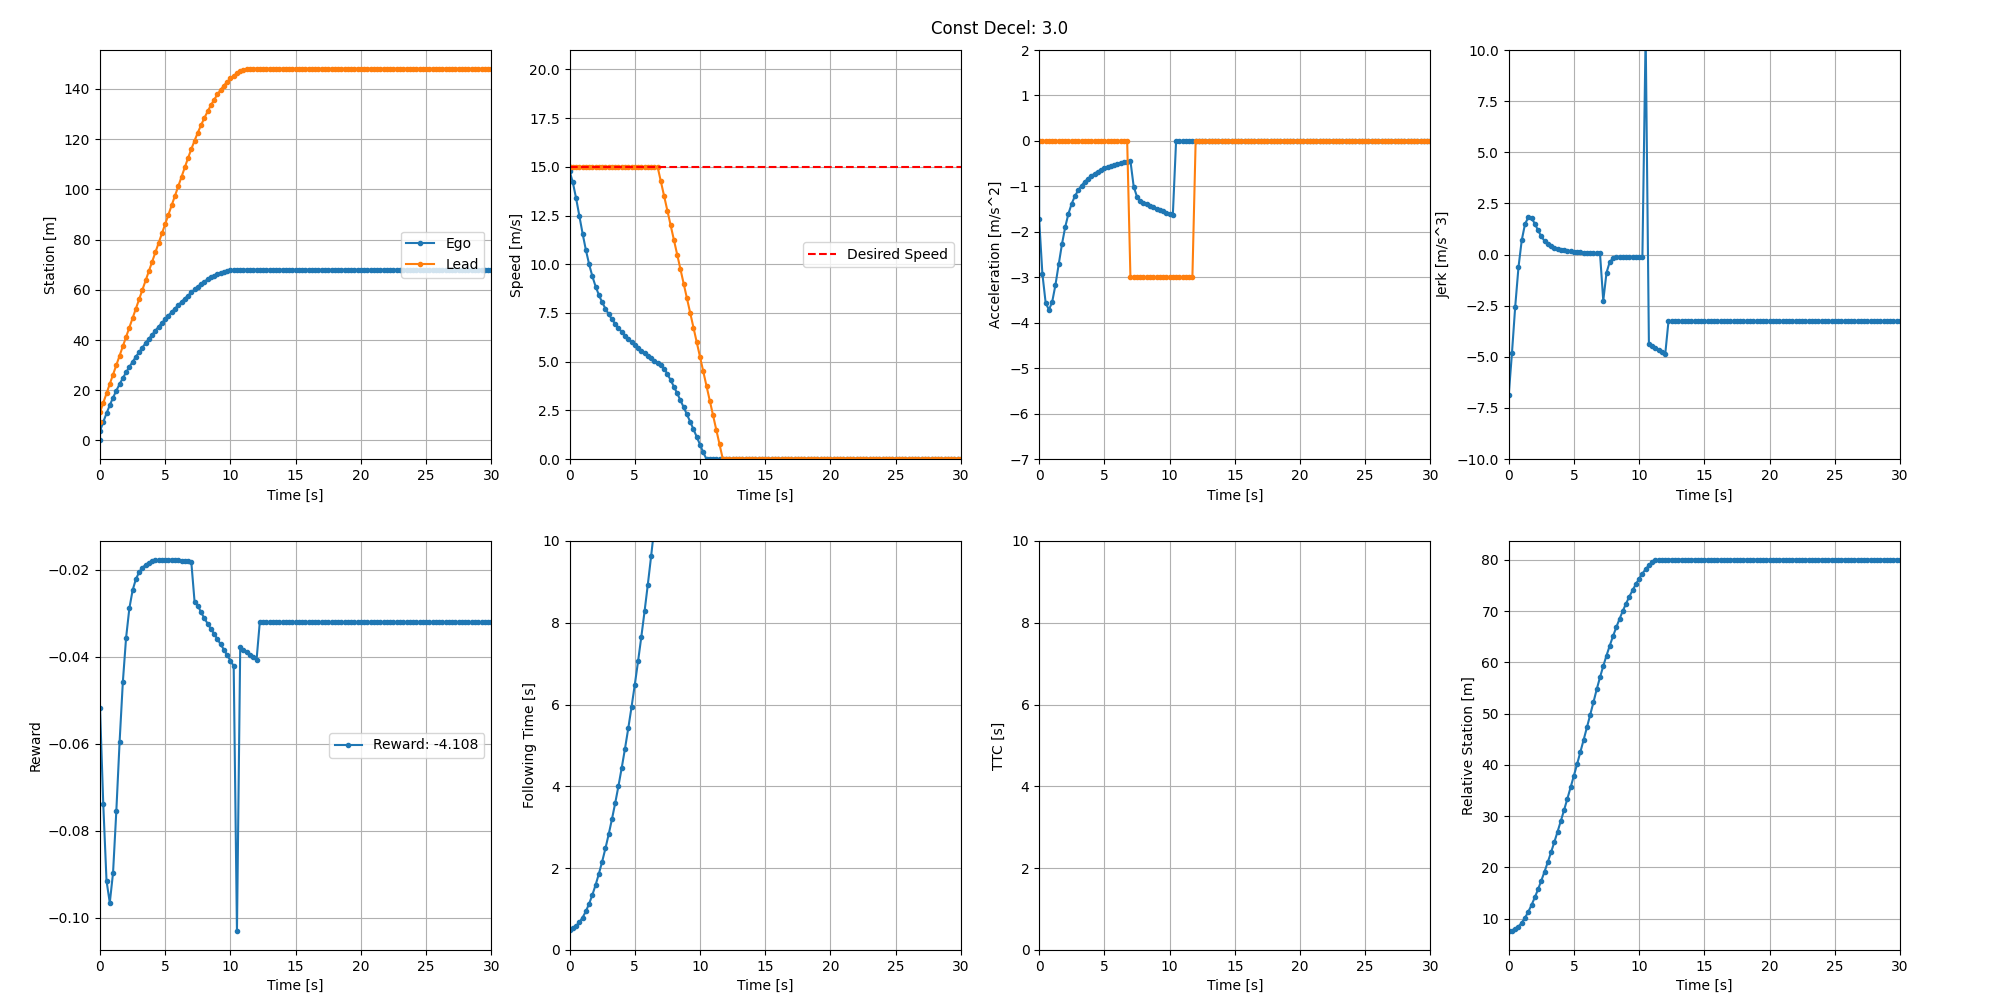 Const Decel: 3.0
Station [m]
140
120
100
80
60
40
20
0
Ego
Lead
0 5 10 15 20 25 30
Time [s]
Speed [m/s]
20.0
17.5
15.0
12.5
10.0
7.5
5.0
2.5
0.0
Desired Speed
0 5 10 15 20 25 30
Time [s]
Acceleration [m/s^2]
2
1
0
−1
−2
−3
−4
−5
−6
−7
0 5 10 15 20 25 30
Time [s]
Jerk [m/s^3]
10.0
7.5
5.0
2.5
0.0
−2.5
−5.0
−7.5
−10.0
0 5 10 15 20 25 30
Time [s]
Reward
−0.02
−0.04
−0.06
−0.08
−0.10
Reward: -4.108
0 5 10 15 20 25 30
Time [s]
Following Time [s]
10
8
6
4
2
0
0 5 10 15 20 25 30
Time [s]
TTC [s]
10
8
6
4
2
0
0 5 10 15 20 25 30
Time [s]
Relative Station [m]
80
70
60
50
40
30
20
10
0 5 10 15 20 25 30
Time [s]